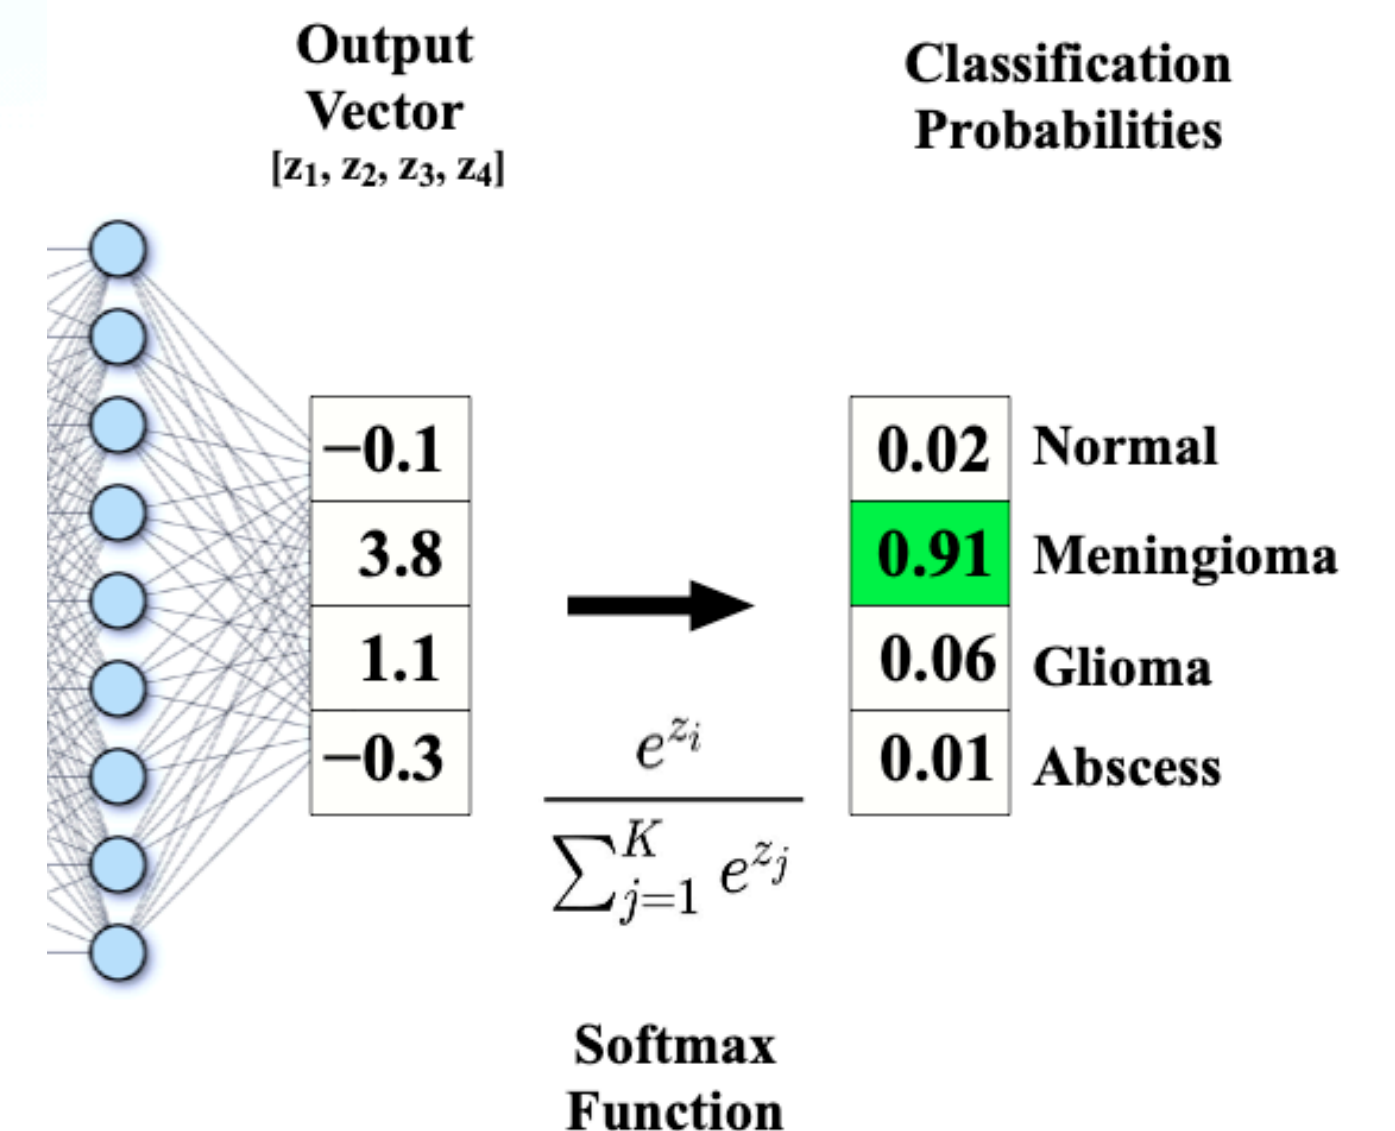 Output
Vector
[z₁, z₂, z₃, z₄]
Classification
Probabilities
−0.1
3.8
1.1
−0.3
e^{z_i}
∑_{j=1}^{K} e^{z_j}
Softmax
Function
0.02 Normal
0.91 Meningioma
0.06 Glioma
0.01 Abscess